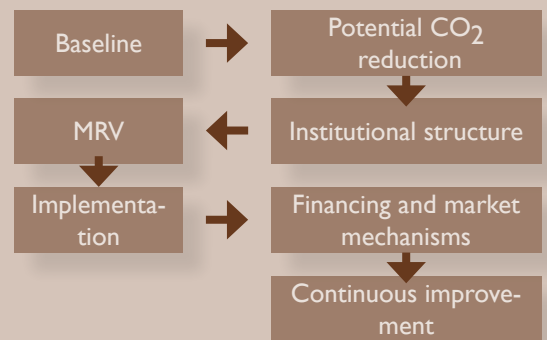 Baseline
Potential CO2
reduction
Institutional structure
MRV
Implementa-
tion
Financing and market
mechanisms
Continuous improve-
ment